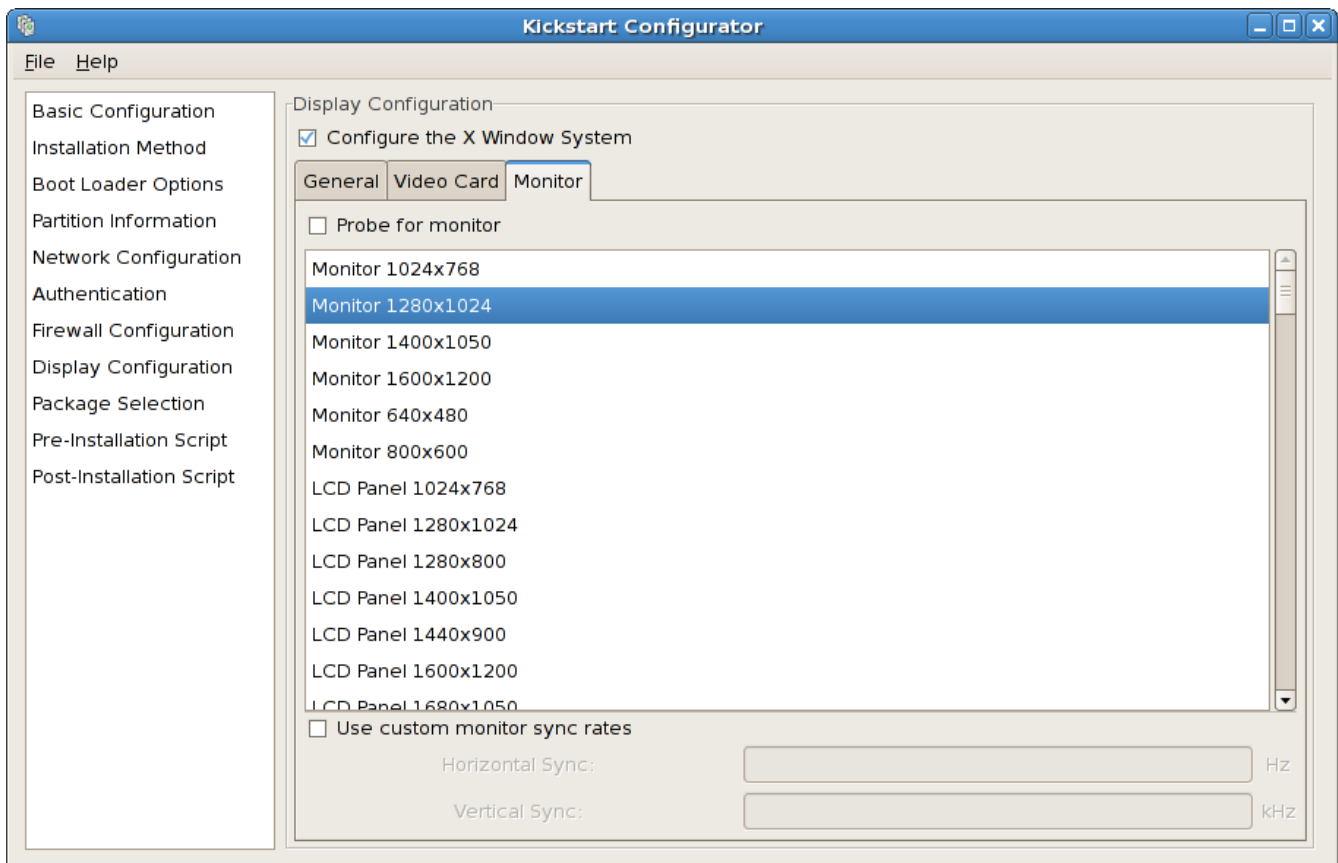 Kickstart Configurator
File Help
Basic Configuration
Installation Method
Boot Loader Options
Partition Information
Network Configuration
Authentication
Firewall Configuration
Display Configuration
Package Selection
Pre-Installation Script
Post-Installation Script
Display Configuration
Configure the X Window System
General Video Card Monitor
Probe for monitor
Monitor 1024x768
Monitor 1280x1024
Monitor 1400x1050
Monitor 1600x1200
Monitor 640x480
Monitor 800x600
LCD Panel 1024x768
LCD Panel 1280x1024
LCD Panel 1280x800
LCD Panel 1400x1050
LCD Panel 1440x900
LCD Panel 1600x1200
LCD Panel 1680x1050
Use custom monitor sync rates
Horizontal Sync: Hz
Vertical Sync: kHz